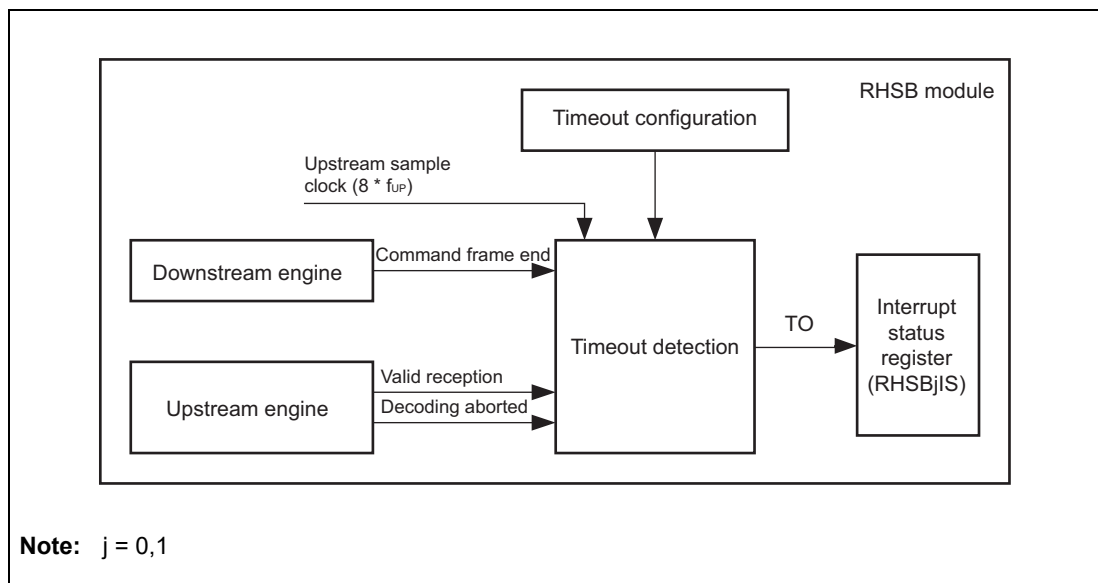 RHSB module
Timeout configuration
Upstream sample
clock (8 * fUP)
Command frame end
Downstream engine
Timeout detection
TO
Interrupt
status
register
(RHSBjIS)
Valid reception
Decoding aborted
Upstream engine
Note: j = 0,1